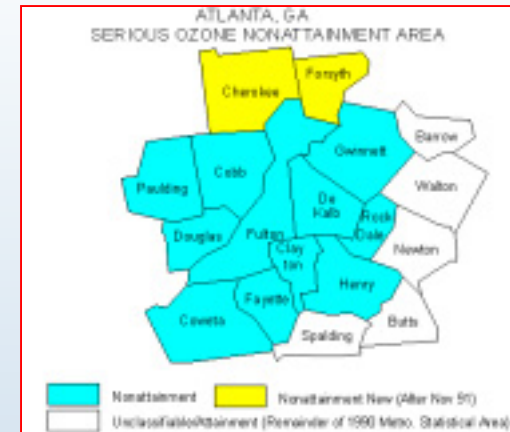 ATLANTA, GA
SERIOUS OZONE NONATTAINMENT AREA
Cherokee
Forsyth
Barrow
Gwinnett
Cobb
Walton
Paulding
De
Kalb
Rock
Dale
Douglas
Fulton
Clay
ton
Newton
Henry
Fayette
Coweta
Butts
Spalding
Nonattainment
Nonattainment New (After Nov 91)
Unclassifiable/Attainment (Remainder of 1990 Metro. Statistical Area)